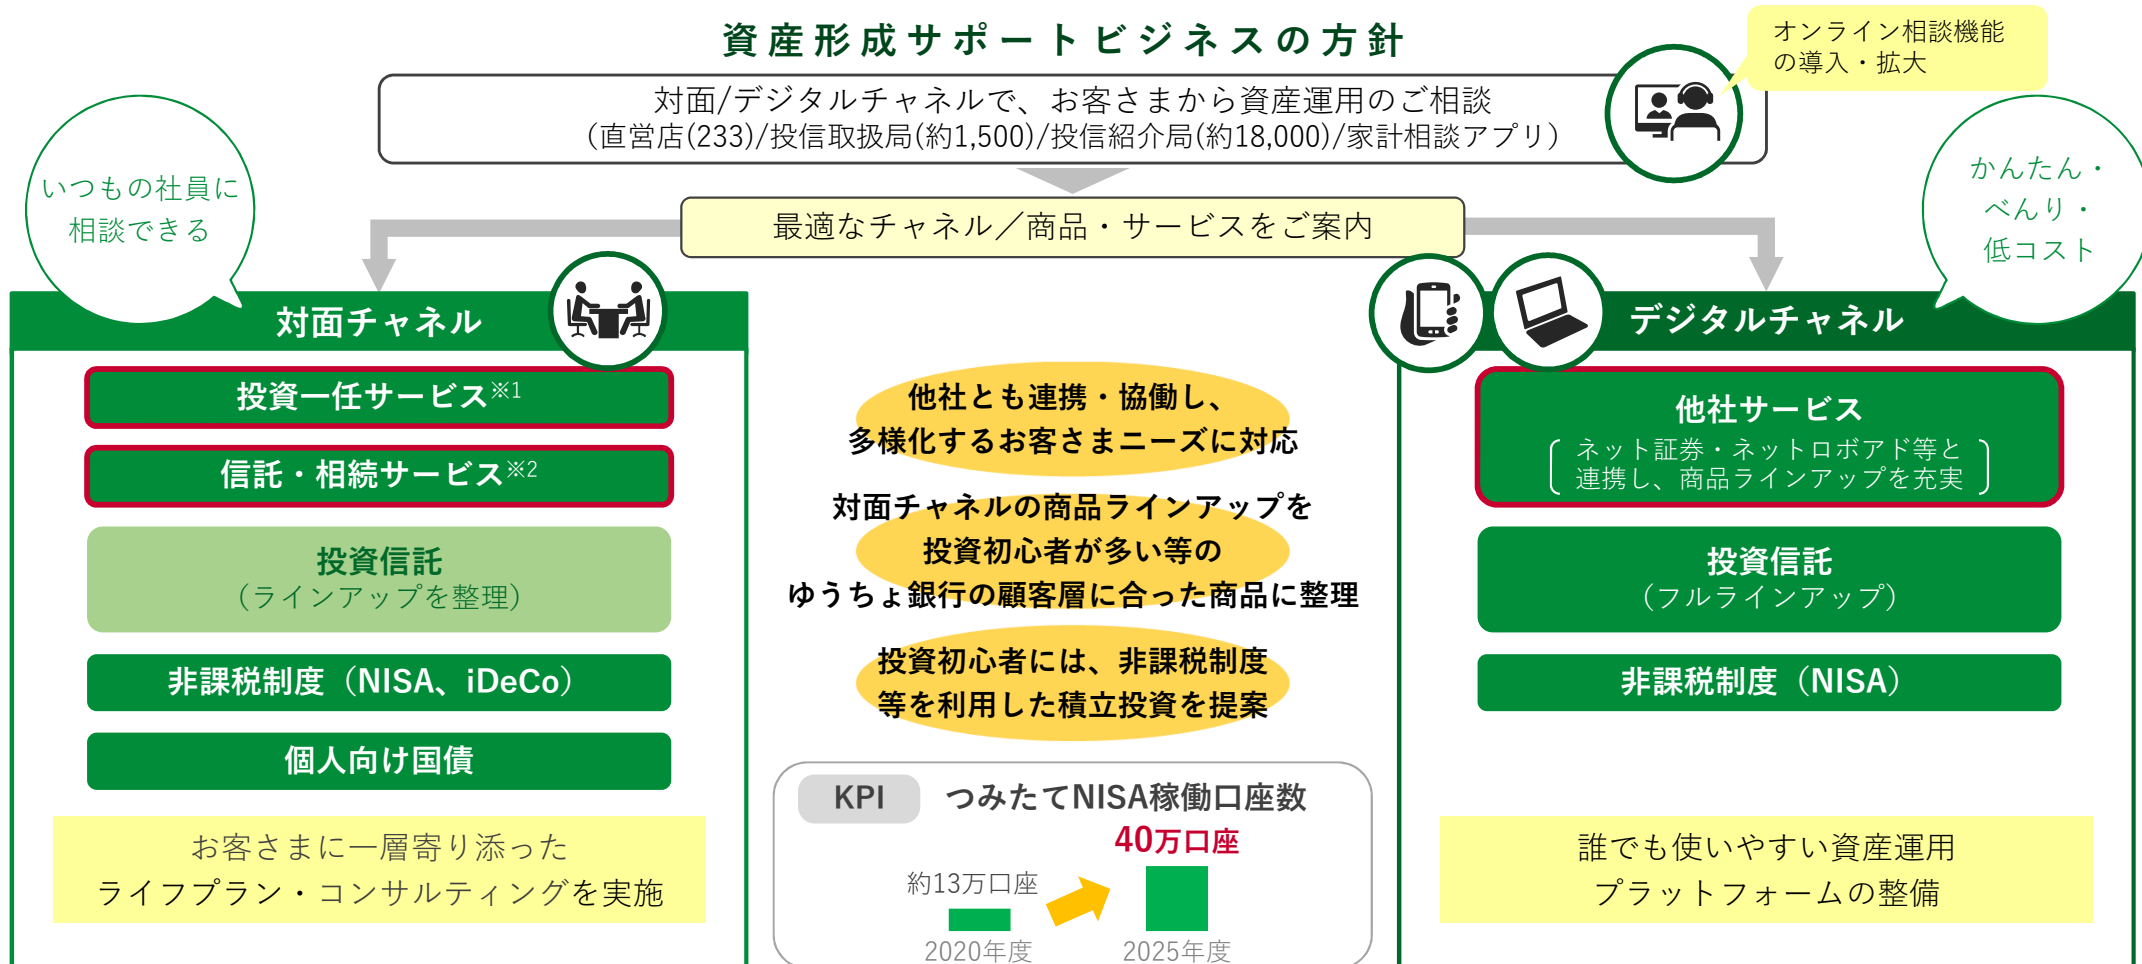 資産形成サポートビジネスの方針
オンライン相談機能
の導入・拡大
対面/デジタルチャネルで、お客さまから資産運用のご相談
（直営店(233)/投信取扱局(約1,500)/投信紹介局(約18,000)/家計相談アプリ）
いつもの社員に
相談できる
かんたん・
べんり・
低コスト
最適なチャネル／商品・サービスをご案内
対面チャネル
投資一任サービス※1
信託・相続サービス※2
投資信託
（ラインアップを整理）
非課税制度（NISA、iDeCo）
個人向け国債
お客さまに一層寄り添った
ライフプラン・コンサルティングを実施
他社とも連携・協働し、
多様化するお客さまニーズに対応
対面チャネルの商品ラインアップを
投資初心者が多い等の
ゆうちょ銀行の顧客層に合った商品に整理
投資初心者には、非課税制度
等を利用した積立投資を提案
KPI つみたてNISA稼働口座数
40万口座
約13万口座
2020年度 2025年度
デジタルチャネル
他社サービス
ネット証券・ネットロボアド等と
連携し、商品ラインアップを充実
投資信託
（フルラインアップ）
非課税制度（NISA）
誰でも使いやすい資産運用
プラットフォームの整備